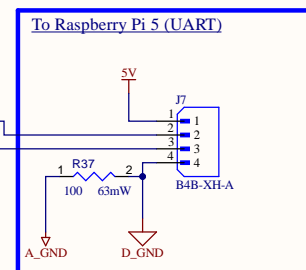 To Raspberry Pi 5 (UART)
5V
J7
1 1
2 2
3 3
4 4
B4B-XH-A
R37
1 2
100 63mW
A_GND D_GND